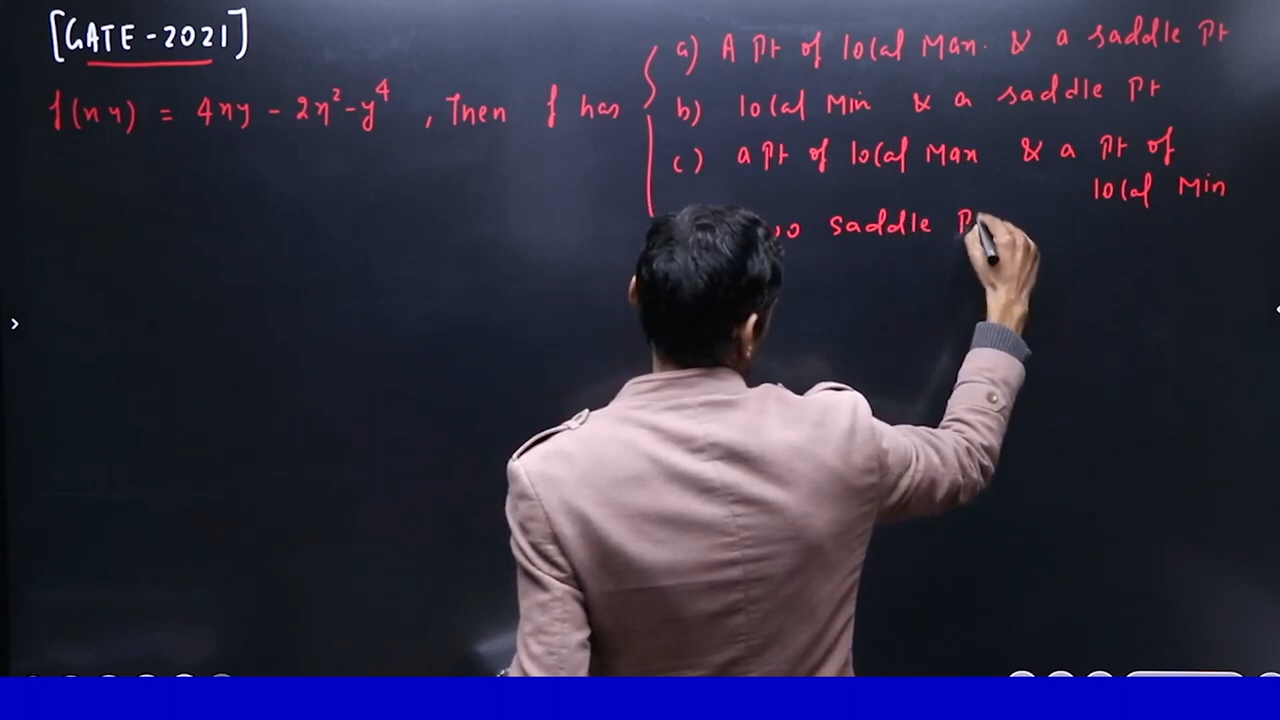 [GATE-2021]
f(x y) = 4xy - 2x² - y⁴ , Then f has
a) A Pt of local Max. & a saddle Pt
b) local Min & a saddle Pt
c) a Pt of local Max & a Pt of
local Min
saddle